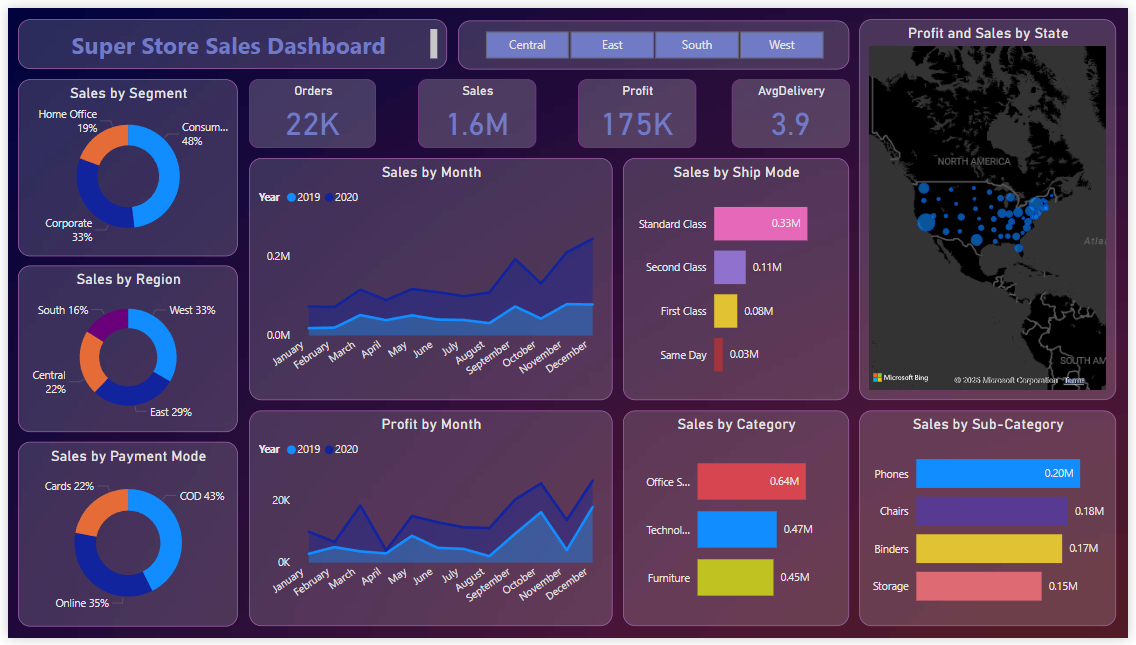 Super Store Sales Dashboard
Central
East
South
West
Profit and Sales by State
NORTH AMERICA
Atla
SOUTH AM
Microsoft Bing
© 2025 Microsoft Corporation Terms
Sales by Segment
Home Office
19%
Consum...
48%
Corporate
33%
Orders
22K
Sales
1.6M
Profit
175K
AvgDelivery
3.9
Sales by Month
Year 2019 2020
0.2M
0.0M
January
February
March
April
May
June
July
August
September
October
November
December
Sales by Ship Mode
Standard Class 0.33M
Second Class 0.11M
First Class 0.08M
Same Day 0.03M
Sales by Region
South 16%
West 33%
Central
22%
East 29%
Sales by Payment Mode
Cards 22%
COD 43%
Online 35%
Profit by Month
Year 2019 2020
20K
0K
January
February
March
April
May
June
July
August
September
October
November
December
Sales by Category
Office S... 0.64M
Technol... 0.47M
Furniture 0.45M
Sales by Sub-Category
Phones 0.20M
Chairs 0.18M
Binders 0.17M
Storage 0.15M